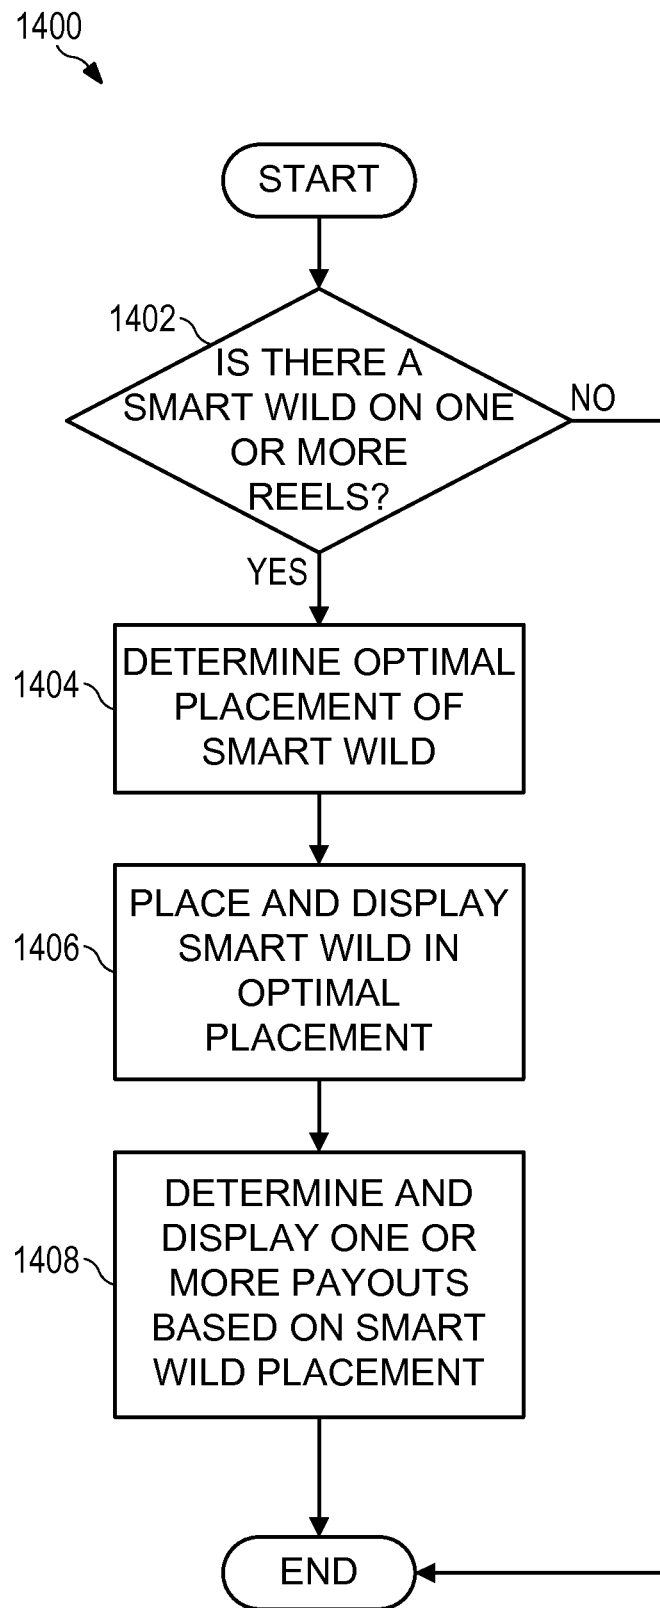 1400
START
1402
IS THERE A
SMART WILD ON ONE
OR MORE
REELS?
NO
YES
1404
DETERMINE OPTIMAL
PLACEMENT OF
SMART WILD
1406
PLACE AND DISPLAY
SMART WILD IN
OPTIMAL
PLACEMENT
1408
DETERMINE AND
DISPLAY ONE OR
MORE PAYOUTS
BASED ON SMART
WILD PLACEMENT
END